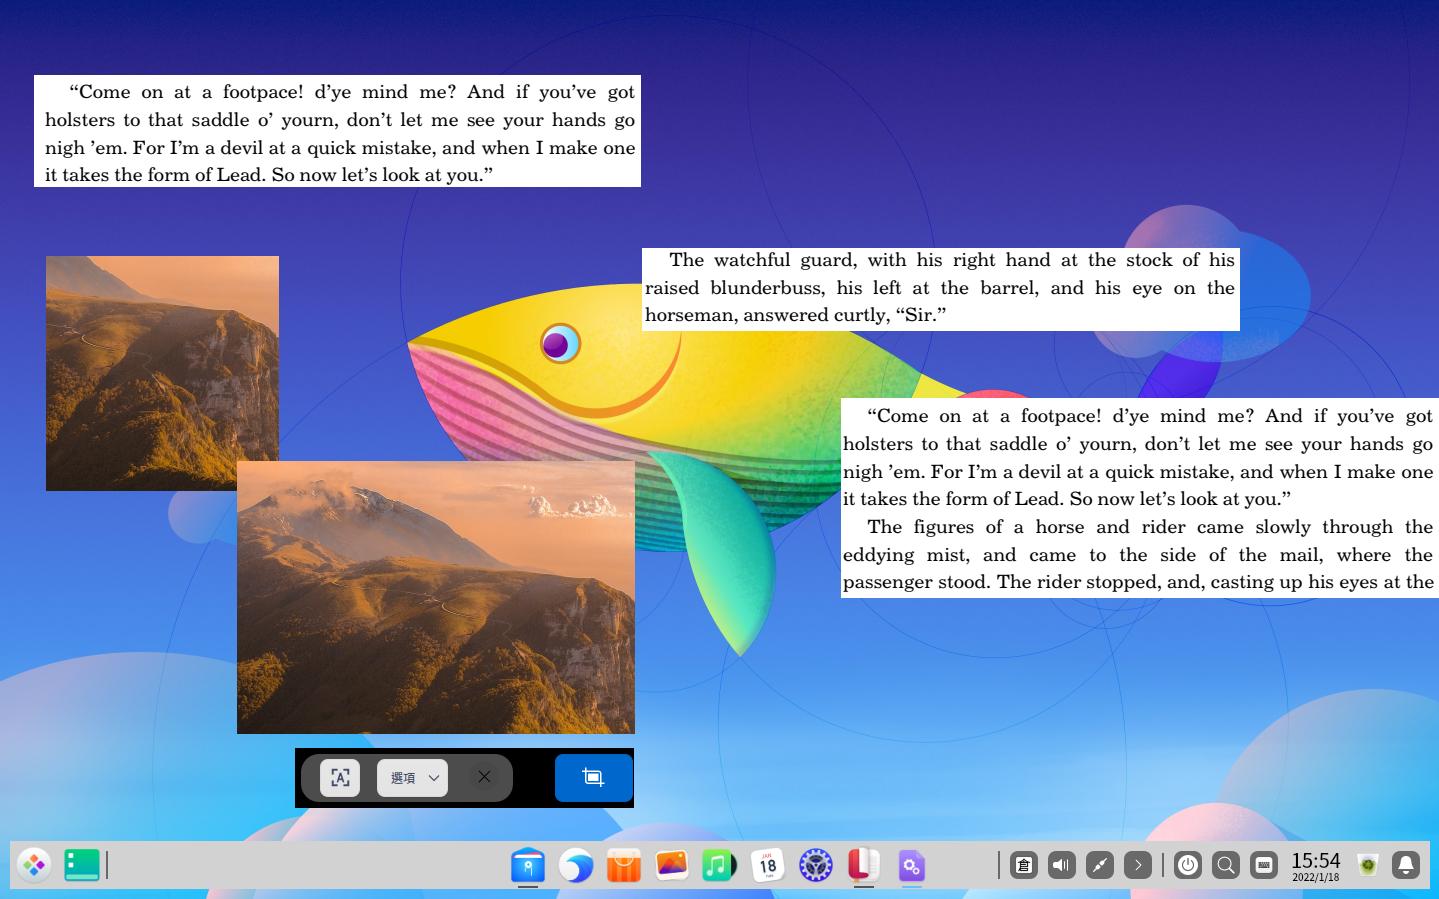 “Come on at a footpace! d’ye mind me? And if you’ve got
holsters to that saddle o’ yourn, don’t let me see your hands go
nigh ’em. For I’m a devil at a quick mistake, and when I make one
it takes the form of Lead. So now let’s look at you.”
The watchful guard, with his right hand at the stock of his
raised blunderbuss, his left at the barrel, and his eye on the
horseman, answered curtly, “Sir.”
“Come on at a footpace! d’ye mind me? And if you’ve got
holsters to that saddle o’ yourn, don’t let me see your hands go
nigh ’em. For I’m a devil at a quick mistake, and when I make one
it takes the form of Lead. So now let’s look at you.”
The figures of a horse and rider came slowly through the
eddying mist, and came to the side of the mail, where the
passenger stood. The rider stopped, and, casting up his eyes at the
A
選項
JAN
18
倉
15:54
2022/1/18